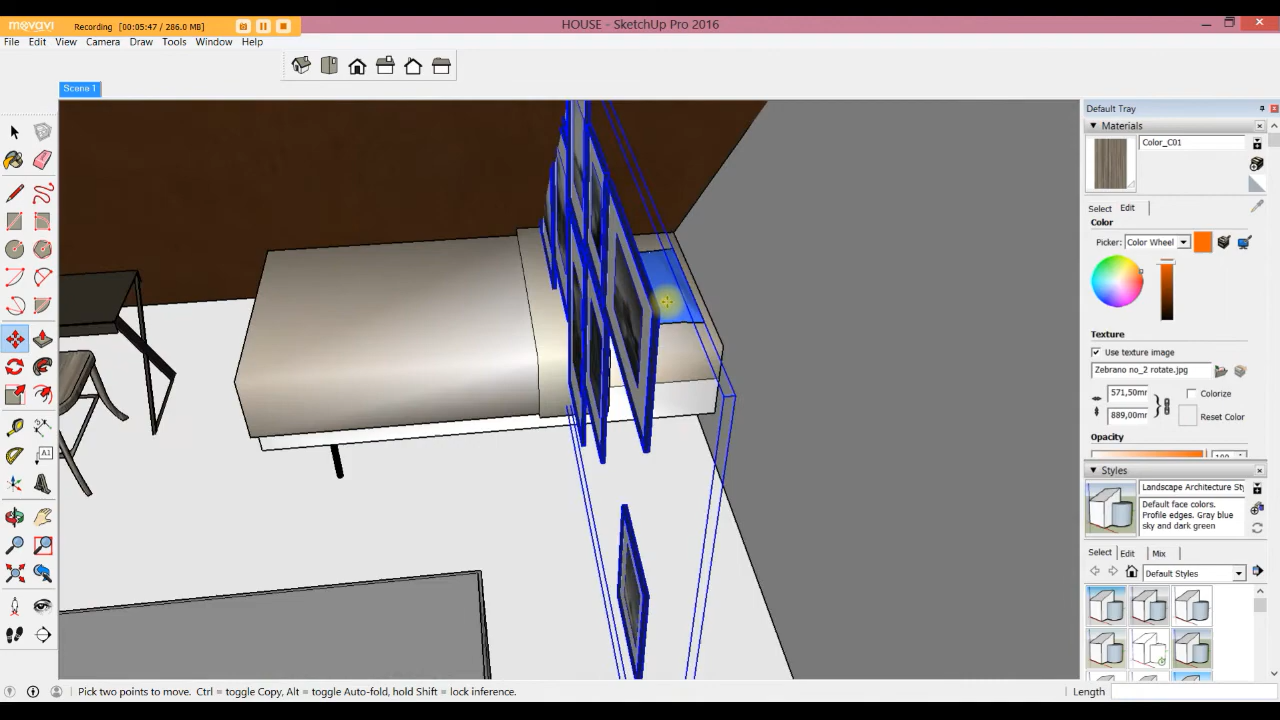 movavi
Recording [00:05:47 / 286.0 MB]
HOUSE - SketchUp Pro 2016
File Edit View Camera Draw Tools Window Help
Scene 1
Default Tray
Materials
Color_C01
Select Edit
Color
Picker: Color Wheel
Texture
Use texture image
Zebrano no_2 rotate.jpg
571,50mm
Colorize
889,00mm
Reset Color
Opacity
Styles
Landscape Architecture Sty
Default face colors.
Profile edges. Gray blue
sky and dark green
Select Edit Mix
Default Styles
A1
Pick two points to move. Ctrl = toggle Copy, Alt = toggle Auto-fold, hold Shift = lock inference.
Length